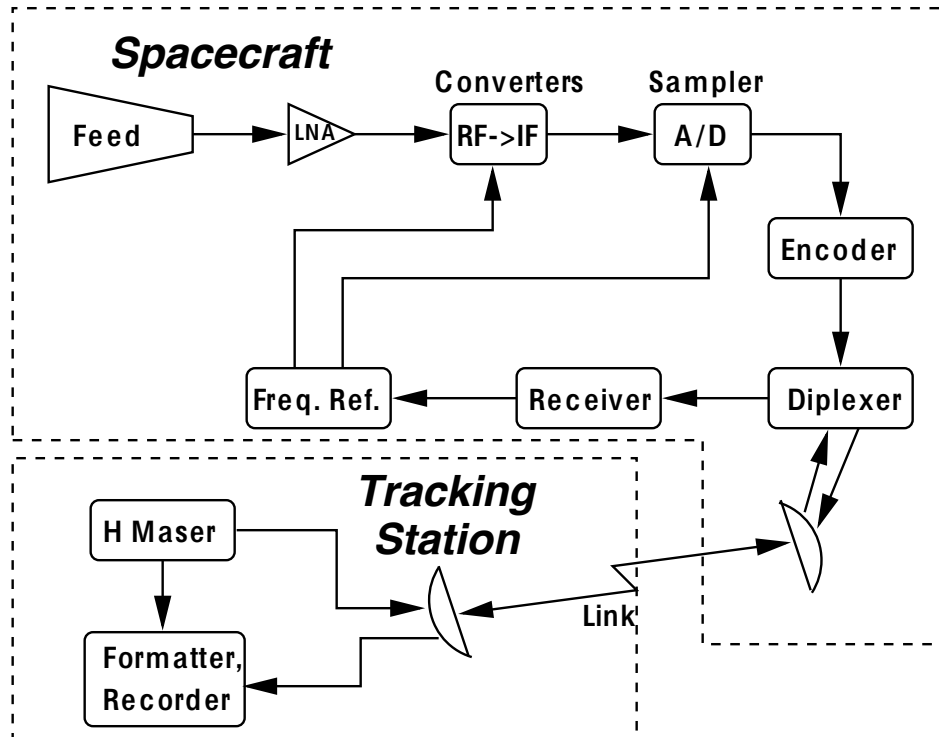 Spacecraft
Converters
Sampler
Feed
LNA
RF->IF
A/D
Encoder
Freq. Ref.
Receiver
Diplexer
Tracking
Station
H Maser
Link
Formatter,
Recorder